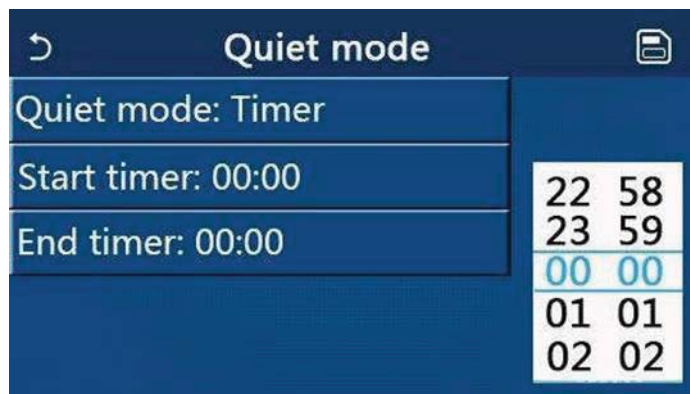 Quiet mode
Quiet mode: Timer
Start timer: 00:00
End timer: 00:00
22 58
23 59
00 00
01 01
02 02